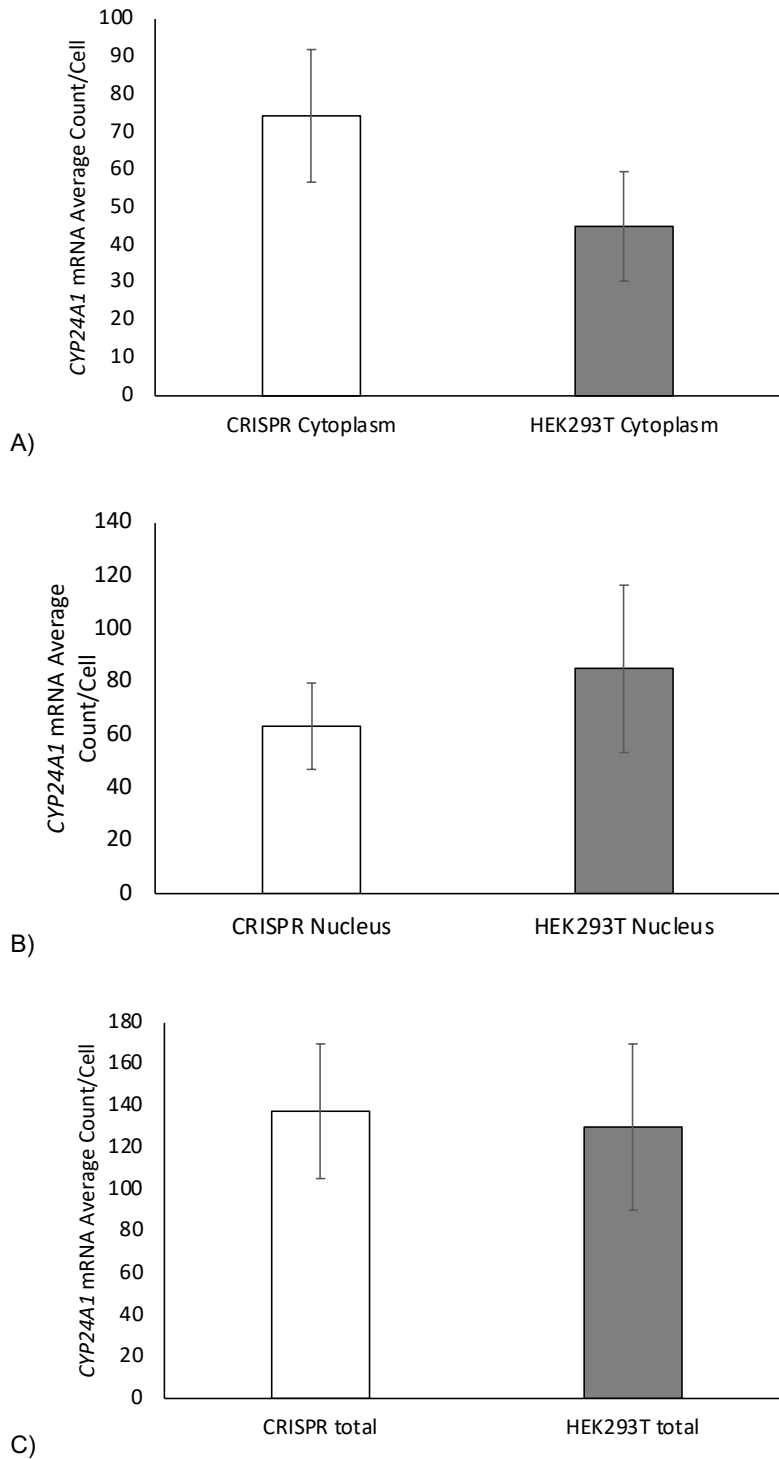 100
90
80
70
60
50
40
30
20
10
0
CYP24A1 mRNA Average Count/Cell
CRISPR Cytoplasm
HEK293T Cytoplasm
A)
140
120
100
80
60
40
20
0
CYP24A1 mRNA Average
Count/Cell
CRISPR Nucleus
HEK293T Nucleus
B)
180
160
140
120
100
80
60
40
20
0
CYP24A1 mRNA Average Count/Cell
CRISPR total
HEK293T total
C)